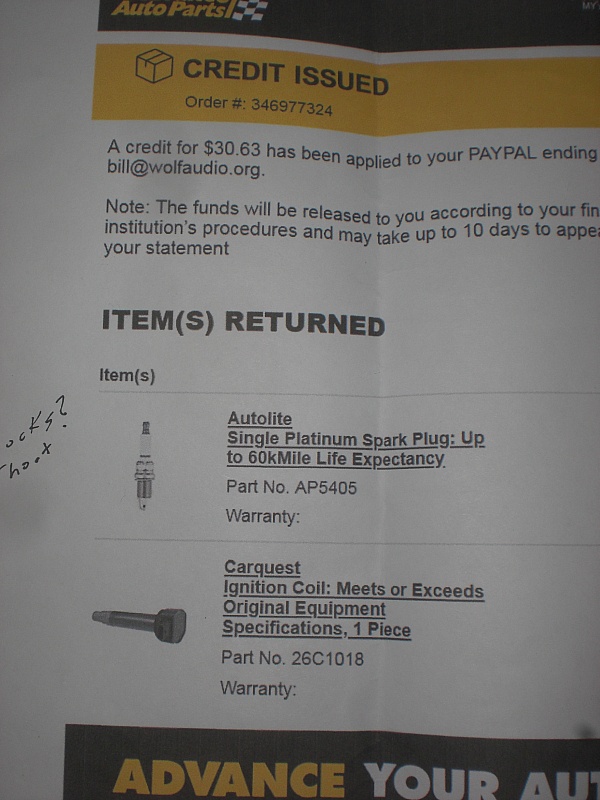 Auto Parts
MY
CREDIT ISSUED
Order #: 346977324
A credit for $30.63 has been applied to your PAYPAL ending
bill@wolfaudio.org.
Note: The funds will be released to you according to your fin
institution's procedures and may take up to 10 days to appea
your statement
ITEM(S) RETURNED
Item(s)
Autolite
Single Platinum Spark Plug: Up
to 60kMile Life Expectancy
Part No. AP5405
Warranty:
ocks?
Carquest
Ignition Coil: Meets or Exceeds
Original Equipment
Specifications, 1 Piece
Part No. 26C1018
Warranty:
ADVANCE YOUR AUT